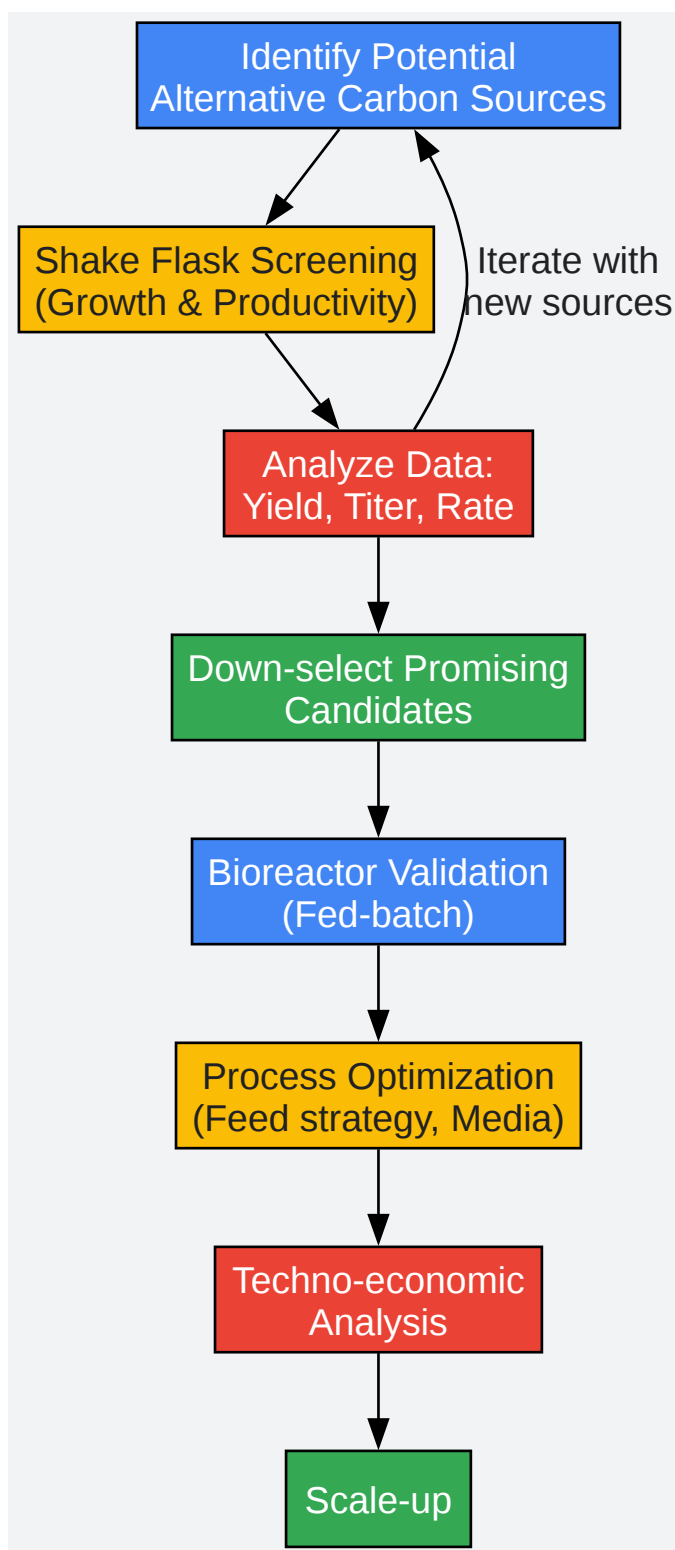 Identify Potential
Alternative Carbon Sources
Shake Flask Screening
(Growth & Productivity)
Iterate with
new sources
Analyze Data:
Yield, Titer, Rate
Down-select Promising
Candidates
Bioreactor Validation
(Fed-batch)
Process Optimization
(Feed strategy, Media)
Techno-economic
Analysis
Scale-up